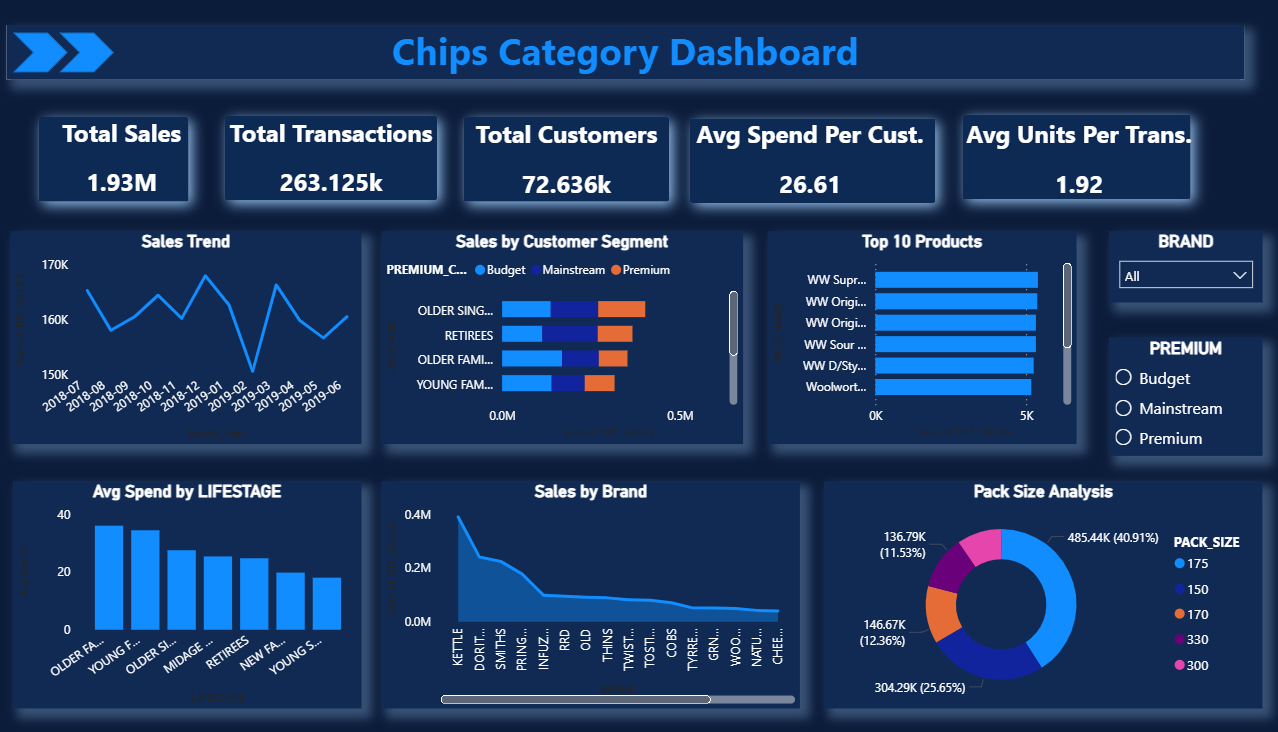 Chips Category Dashboard
Total Sales
1.93M
Total Transactions
263.125k
Total Customers
72.636k
Avg Spend Per Cust.
26.61
Avg Units Per Trans.
1.92
Sales Trend
170K
160K
150K
2018-07
2018-08
2018-09
2018-10
2018-11
2018-12
2019-01
2019-02
2019-03
2019-04
2019-05
2019-06
Sales by Customer Segment
PREMIUM_C... Budget Mainstream Premium
OLDER SING...
RETIREES
OLDER FAMI...
YOUNG FAM...
0.0M 0.5M
Top 10 Products
WW Supr...
WW Origi...
WW Origi...
WW Sour ...
WW D/Sty...
Woolwort...
0K 5K
BRAND
All
PREMIUM
Budget
Mainstream
Premium
Avg Spend by LIFESTAGE
40
20
0
OLDER FA...
YOUNG F...
OLDER SI...
MIDAGE ...
RETIREES
NEW FA...
YOUNG S...
Sales by Brand
0.4M
0.2M
0.0M
KETTLE
DORIT...
SMITHS
PRING...
INFUZ...
RRD
OLD
THINS
TWIST...
TOSTI...
COBS
TYRRE...
GRN...
WOO...
NATU...
CHEE...
Pack Size Analysis
485.44K (40.91%)
304.29K (25.65%)
146.67K
(12.36%)
136.79K
(11.53%)
PACK_SIZE
175
150
170
330
300